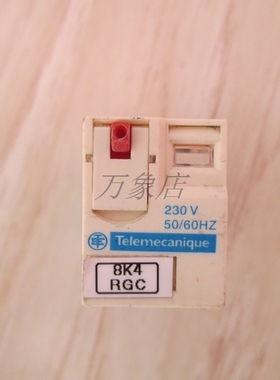 万象店
230 V
50/60HZ
Telemecanique
8K4
RGC